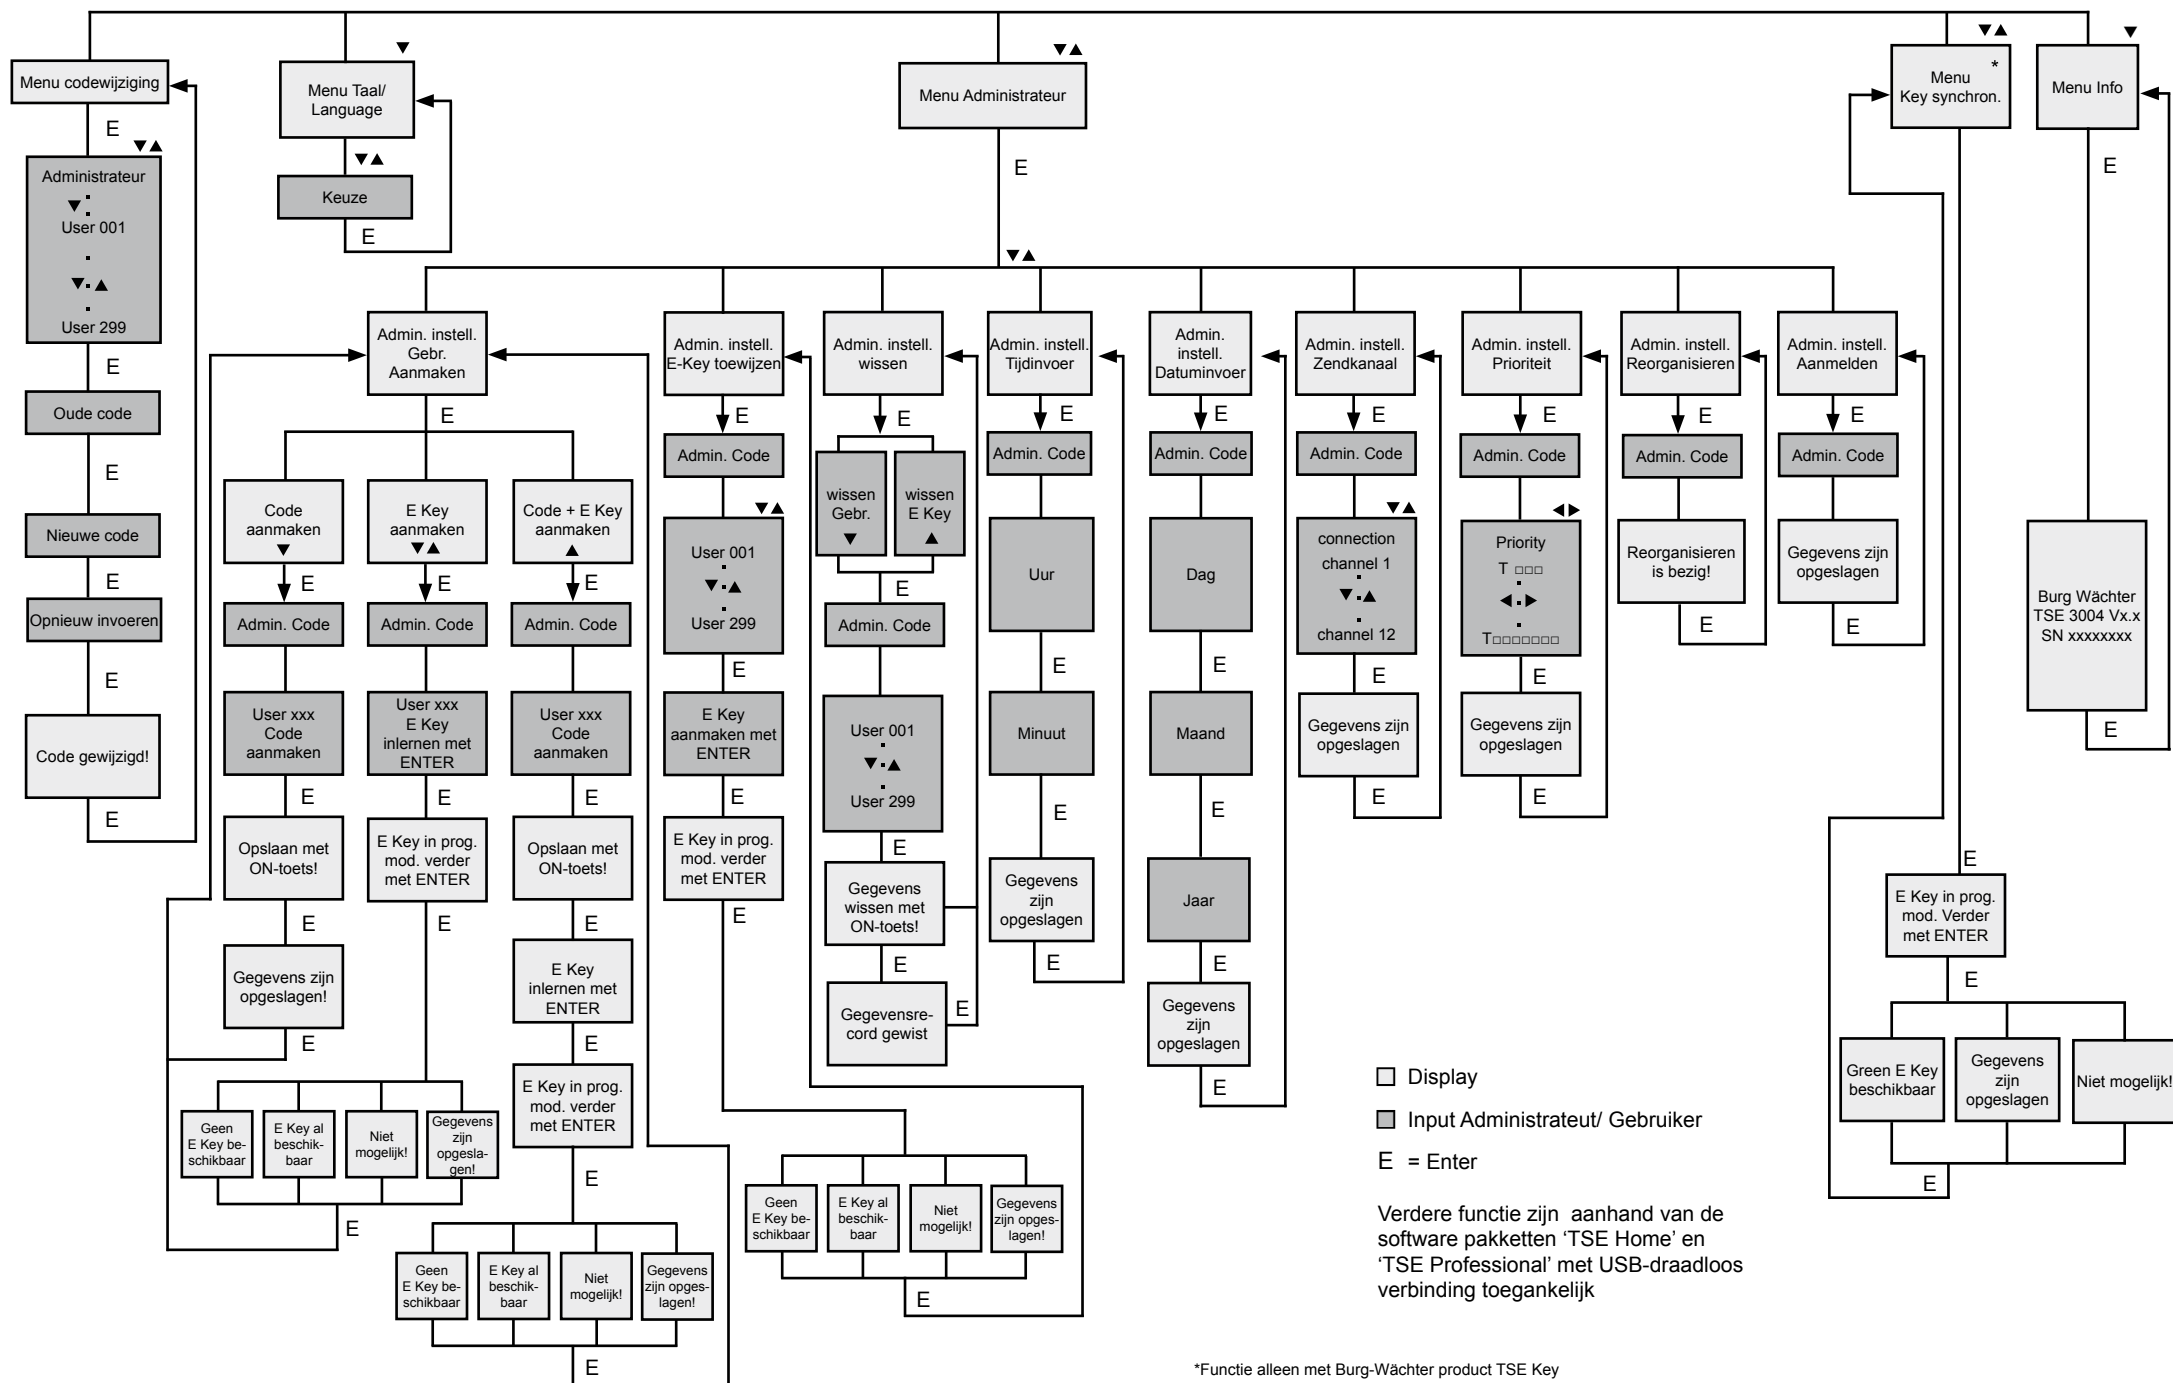 Menu codewijziging
E
Administrateur
User 001
User 299
E
Oude code
E
Nieuwe code
E
Opnieuw invoeren
E
Code gewijzigd!
E
Menu Taal/
Language
Keuze
E
Menu Administrateur
E
Admin. instell.
Gebr.
Aanmaken
E
Code
aanmaken
E
Admin. Code
User xxx
Code
aanmaken
E
Opslaan met
ON-toets!
E
Gegevens zijn
opgeslagen!
E
E Key
aanmaken
E
Admin. Code
User xxx
E Key
inlernen met
ENTER
E
E Key in prog.
mod. verder
met ENTER
E
Geen
E Key be-
schikbaar
E Key al
beschik-
baar
Niet
mogelijk!
Gegevens
zijn
opgesla-
gen!
E
Code + E Key
aanmaken
E
Admin. Code
User xxx
Code
aanmaken
E
Opslaan met
ON-toets!
E
E Key
inlernen met
ENTER
E
E Key in prog.
mod. verder
met ENTER
E
Geen
E Key be-
schikbaar
E Key al
beschik-
baar
Niet
mogelijk!
Gegevens
zijn opges-
lagen!
E
Admin. instell.
E-Key toewijzen
E
Admin. Code
User 001
User 299
E
E Key
aanmaken met
ENTER
E
E Key in prog.
mod. verder
met ENTER
E
Geen
E Key be-
schikbaar
E Key al
beschik-
baar
Niet
mogelijk!
Gegevens
zijn opges-
lagen!
E
Admin. instell.
wissen
E
wissen
Gebr.
wissen
E Key
E
Admin. Code
User 001
User 299
E
Gegevens
wissen met
ON-toets!
E
Gegevensre-
cord gewist
E
Admin. instell.
Tijdinvoer
E
Admin. Code
Uur
E
Minuut
E
Gegevens
zijn
opgeslagen
E
Admin.
instell.
Datuminvoer
E
Admin. Code
Dag
E
Maand
E
Jaar
E
Gegevens
zijn
opgeslagen
E
Admin. instell.
Zendkanaal
E
Admin. Code
connection
channel 1
channel 12
E
Gegevens zijn
opgeslagen
E
Admin. instell.
Prioriteit
E
Admin. Code
Priority
T □□□
T□□□□□□□
E
Gegevens zijn
opgeslagen
E
Admin. instell.
Reorganisieren
E
Admin. Code
Reorganisieren
is bezig!
E
Admin. instell.
Aanmelden
E
Admin. Code
Gegevens zijn
opgeslagen
E
Menu *
Key synchron.
E
E Key in prog.
mod. Verder
met ENTER
E
Green E Key
beschikbaar
Gegevens
zijn
opgeslagen
Niet mogelijk!
E
Menu Info
E
Burg Wächter
TSE 3004 Vx.x
SN xxxxxxxx
E
Display
Input Administrateut/ Gebruiker
E = Enter
Verdere functie zijn aanhand van de
software pakketten ‘TSE Home’ en
‘TSE Professional’ met USB-draadloos
verbinding toegankelijk
*Functie alleen met Burg-Wächter product TSE Key